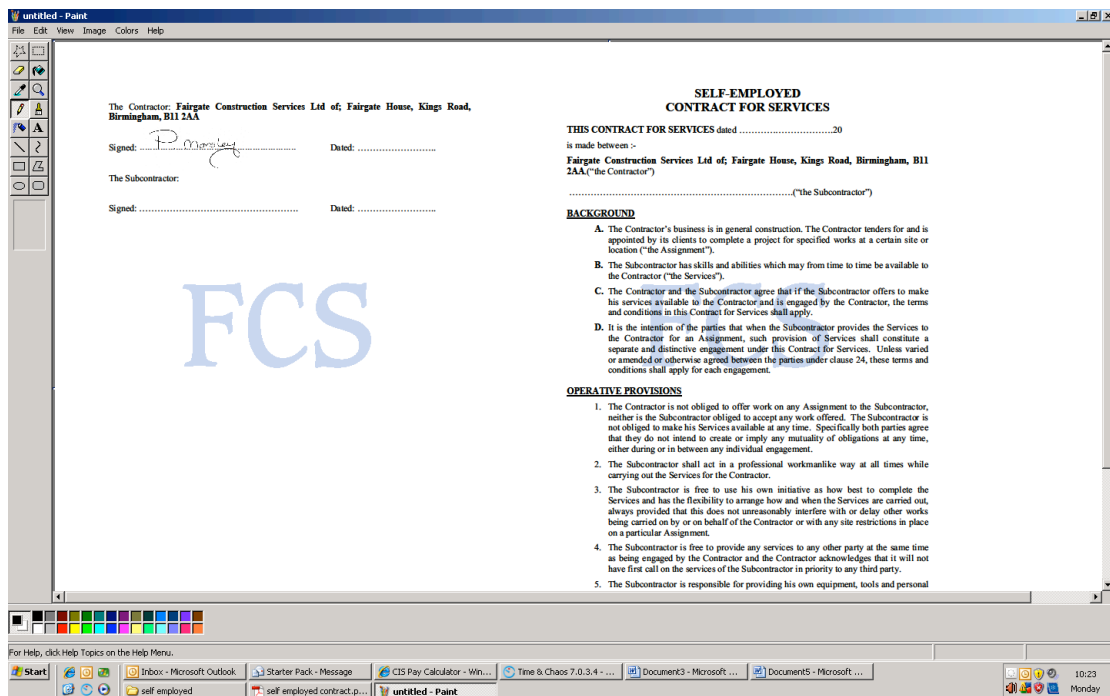 untitled - Paint
File Edit View Image Colors Help
The Contractor: Fairgate Construction Services Ltd of; Fairgate House, Kings Road,
Birmingham, B11 2AA
Signed: P. Morsley Dated: ............................
The Subcontractor:
Signed: ......................................................... Dated: ............................
FCS
SELF-EMPLOYED
CONTRACT FOR SERVICES
THIS CONTRACT FOR SERVICES dated ................................20
is made between :-
Fairgate Construction Services Ltd of; Fairgate House, Kings Road, Birmingham, B11
2AA.("the Contractor")
................................................................................("the Subcontractor")
BACKGROUND
A. The Contractor's business is in general construction. The Contractor tenders for and is
appointed by its clients to complete a project for specified works at a certain site or
location ("the Assignment").
B. The Subcontractor has skills and abilities which may from time to time be available to
the Contractor ("the Services").
C. The Contractor and the Subcontractor agree that if the Subcontractor offers to make
his services available to the Contractor and is engaged by the Contractor, the terms
and conditions in this Contract for Services shall apply.
D. It is the intention of the parties that when the Subcontractor provides the Services to
the Contractor for an Assignment, such provision of Services shall constitute a
separate and distinctive engagement under this Contract for Services. Unless varied
or amended or otherwise agreed between the parties under clause 24, these terms and
conditions shall apply for each engagement.
FCS
OPERATIVE PROVISIONS
1. The Contractor is not obliged to offer work on any Assignment to the Subcontractor,
neither is the Subcontractor obliged to accept any work offered. The Subcontractor is
not obliged to make his Services available at any time. Specifically both parties agree
that they do not intend to create or imply any mutuality of obligations at any time,
either during or in between any individual engagement.
2. The Subcontractor shall act in a professional workmanlike way at all times while
carrying out the Services for the Contractor.
3. The Subcontractor is free to use his own initiative as how best to complete the
Services and has the flexibility to arrange how and when the Services are carried out,
always provided that this does not unreasonably interfere with or delay other works
being carried on by or on behalf of the Contractor or with any site restrictions in place
on a particular Assignment.
4. The Subcontractor is free to provide any services to any other party at the same time
as being engaged by the Contractor and the Contractor acknowledges that it will not
have first call on the services of the Subcontractor in priority to any third party.
5. The Subcontractor is responsible for providing his own equipment, tools and personal
For Help, click Help Topics on the Help Menu.
Start
Inbox - Microsoft Outlook
Starter Pack - Message
CIS Pay Calculator - Win...
Time & Chaos 7.0.3.4 - ...
Document3 - Microsoft ...
Document5 - Microsoft ...
10:23
self employed
self employed contract.p...
untitled - Paint
Monday